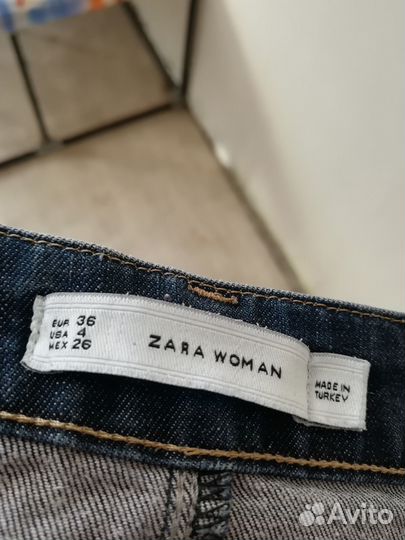 EUR 36
USA 4
MEX 26
ZARA WOMAN
MADE IN
TURKEY
Avito